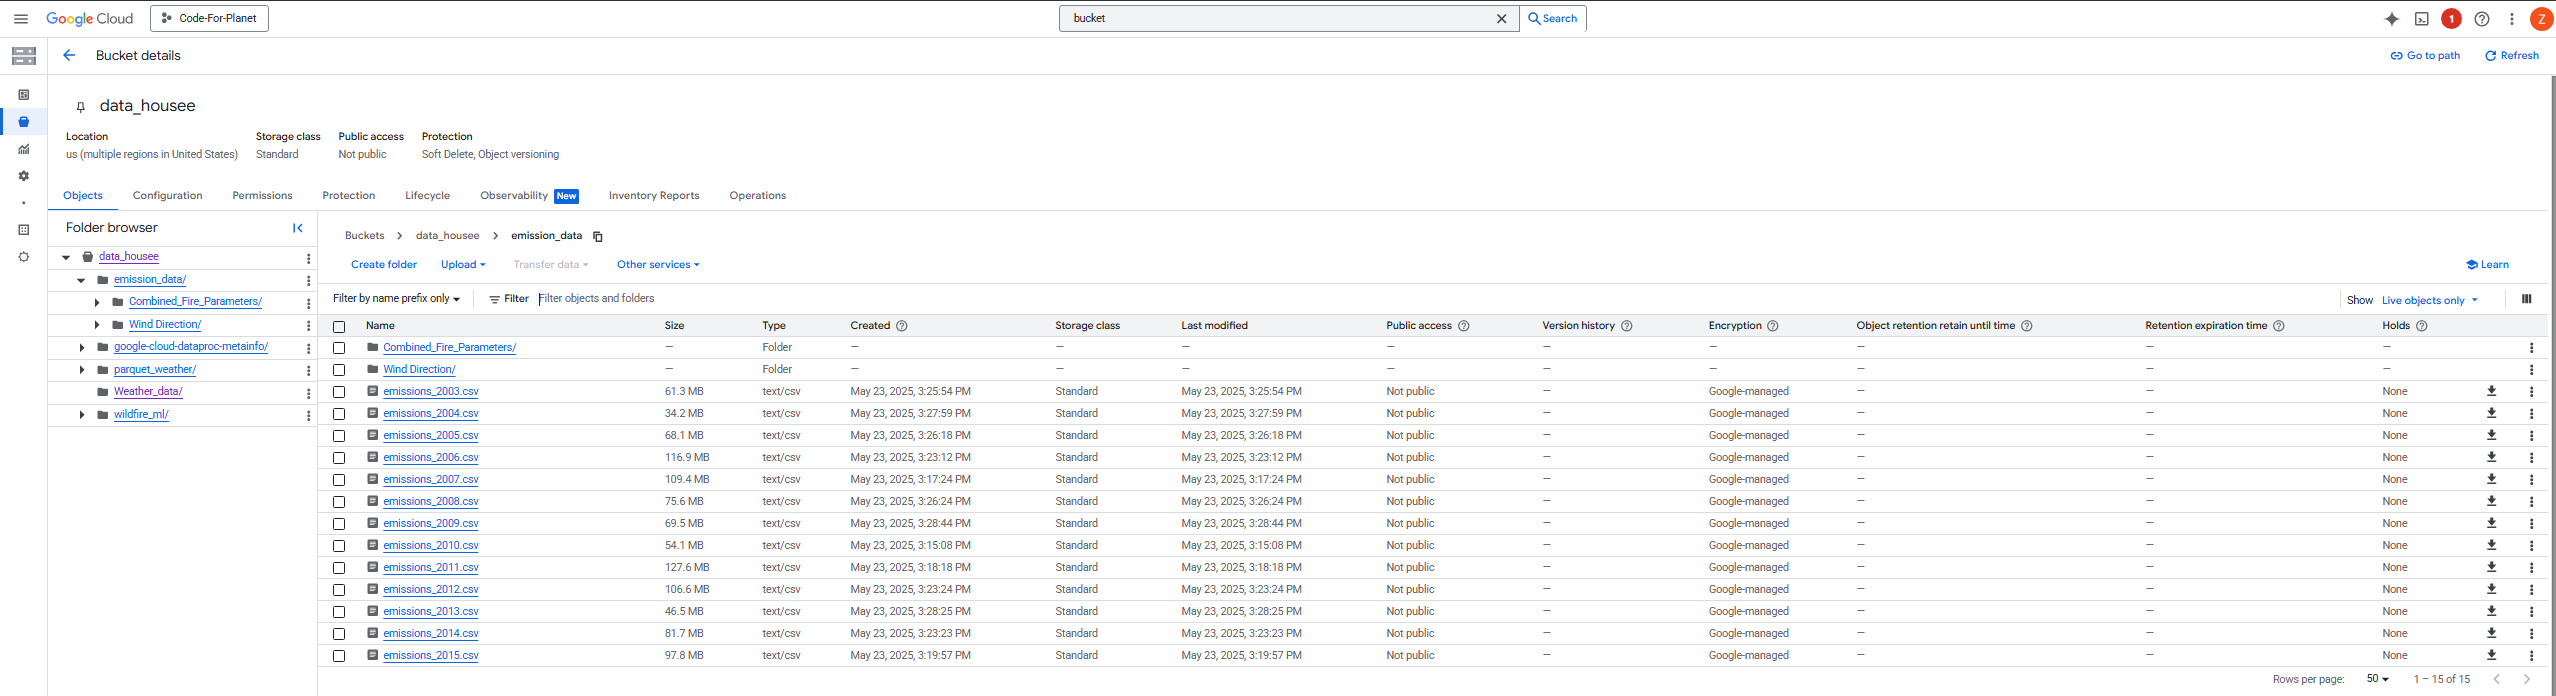 Google Cloud Code-For-Planet bucket Search 1 Z
Bucket details Go to path Refresh
data_housee
Location Storage class Public access Protection
us (multiple regions in United States) Standard Not public Soft Delete, Object versioning
Objects Configuration Permissions Protection Lifecycle Observability New Inventory Reports Operations
Folder browser
data_housee
emission_data/
Combined_Fire_Parameters/
Wind Direction/
google-cloud-dataproc-metainfo/
parquet_weather/
Weather_data/
wildfire_ml/
Buckets > data_housee > emission_data
Create folder Upload Transfer data Other services Learn
Filter by name prefix only Filter Filter objects and folders Show Live objects only
Name Size Type Created Storage class Last modified Public access Version history Encryption Object retention retain until time Retention expiration time Holds
Combined_Fire_Parameters/ — Folder — — — — — — — — —
Wind Direction/ — Folder — — — — — — — — —
emissions_2003.csv 61.3 MB text/csv May 23, 2025, 3:25:54 PM Standard May 23, 2025, 3:25:54 PM Not public — Google-managed — — None
emissions_2004.csv 34.2 MB text/csv May 23, 2025, 3:27:59 PM Standard May 23, 2025, 3:27:59 PM Not public — Google-managed — — None
emissions_2005.csv 68.1 MB text/csv May 23, 2025, 3:26:18 PM Standard May 23, 2025, 3:26:18 PM Not public — Google-managed — — None
emissions_2006.csv 116.9 MB text/csv May 23, 2025, 3:23:12 PM Standard May 23, 2025, 3:23:12 PM Not public — Google-managed — — None
emissions_2007.csv 109.4 MB text/csv May 23, 2025, 3:17:24 PM Standard May 23, 2025, 3:17:24 PM Not public — Google-managed — — None
emissions_2008.csv 75.6 MB text/csv May 23, 2025, 3:26:24 PM Standard May 23, 2025, 3:26:24 PM Not public — Google-managed — — None
emissions_2009.csv 69.5 MB text/csv May 23, 2025, 3:28:44 PM Standard May 23, 2025, 3:28:44 PM Not public — Google-managed — — None
emissions_2010.csv 54.1 MB text/csv May 23, 2025, 3:15:08 PM Standard May 23, 2025, 3:15:08 PM Not public — Google-managed — — None
emissions_2011.csv 127.6 MB text/csv May 23, 2025, 3:18:18 PM Standard May 23, 2025, 3:18:18 PM Not public — Google-managed — — None
emissions_2012.csv 106.6 MB text/csv May 23, 2025, 3:23:24 PM Standard May 23, 2025, 3:23:24 PM Not public — Google-managed — — None
emissions_2013.csv 46.5 MB text/csv May 23, 2025, 3:28:25 PM Standard May 23, 2025, 3:28:25 PM Not public — Google-managed — — None
emissions_2014.csv 81.7 MB text/csv May 23, 2025, 3:23:23 PM Standard May 23, 2025, 3:23:23 PM Not public — Google-managed — — None
emissions_2015.csv 97.8 MB text/csv May 23, 2025, 3:19:57 PM Standard May 23, 2025, 3:19:57 PM Not public — Google-managed — — None
Rows per page: 50 1 – 15 of 15